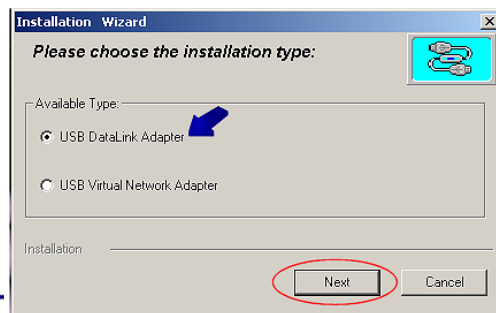 Installation Wizard
Please choose the installation type:
Available Type:
USB DataLink Adapter
USB Virtual Network Adapter
Installation
Next Cancel